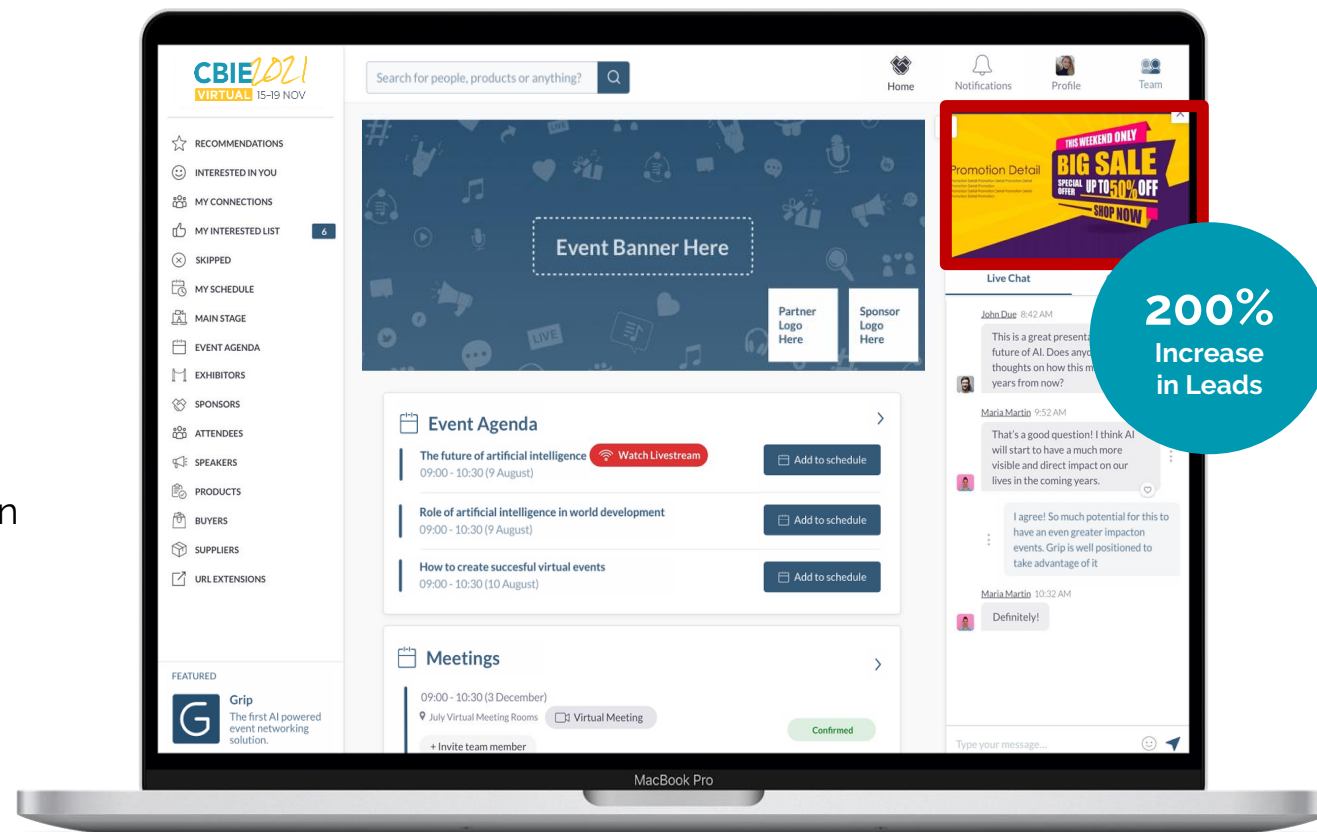 CBIE2021
VIRTUAL 15-19 NOV
Search for people, products or anything?
Home
Notifications
Profile
Team
RECOMMENDATIONS
INTERESTED IN YOU
MY CONNECTIONS
MY INTERESTED LIST 6
SKIPPED
MY SCHEDULE
MAIN STAGE
EVENT AGENDA
EXHIBITORS
SPONSORS
ATTENDEES
SPEAKERS
PRODUCTS
BUYERS
SUPPLIERS
URL EXTENSIONS
FEATURED
G
Grip
The first AI powered
event networking
solution.
LIVE
LIVE
Event Banner Here
Partner
Logo
Here
Sponsor
Logo
Here
Event Agenda
The future of artificial intelligence
Watch Livestream
09:00 - 10:30 (9 August)
Add to schedule
Role of artificial intelligence in world development
09:00 - 10:30 (9 August)
Add to schedule
How to create succesful virtual events
09:00 - 10:30 (10 August)
Add to schedule
Meetings
09:00 - 10:30 (3 December)
July Virtual Meeting Rooms
Virtual Meeting
Confirmed
+ Invite team member
Promotion Detail
THIS WEEKEND ONLY
BIG SALE
SPECIAL OFFER UP TO 50% OFF
SHOP NOW
200%
Increase
in Leads
Live Chat
John Due 8:42 AM
This is a great
future of AI. Does
thoughts on how this
years from now?
Maria Martin 9:52 AM
That's a good question! I think AI
will start to have a much more
visible and direct impact on our
lives in the coming years.
I agree! So much potential for this to
have an even greater impacton
events. Grip is well positioned to
take advantage of it
Maria Martin 10:32 AM
Definitely!
Type your message...
MacBook Pro
n